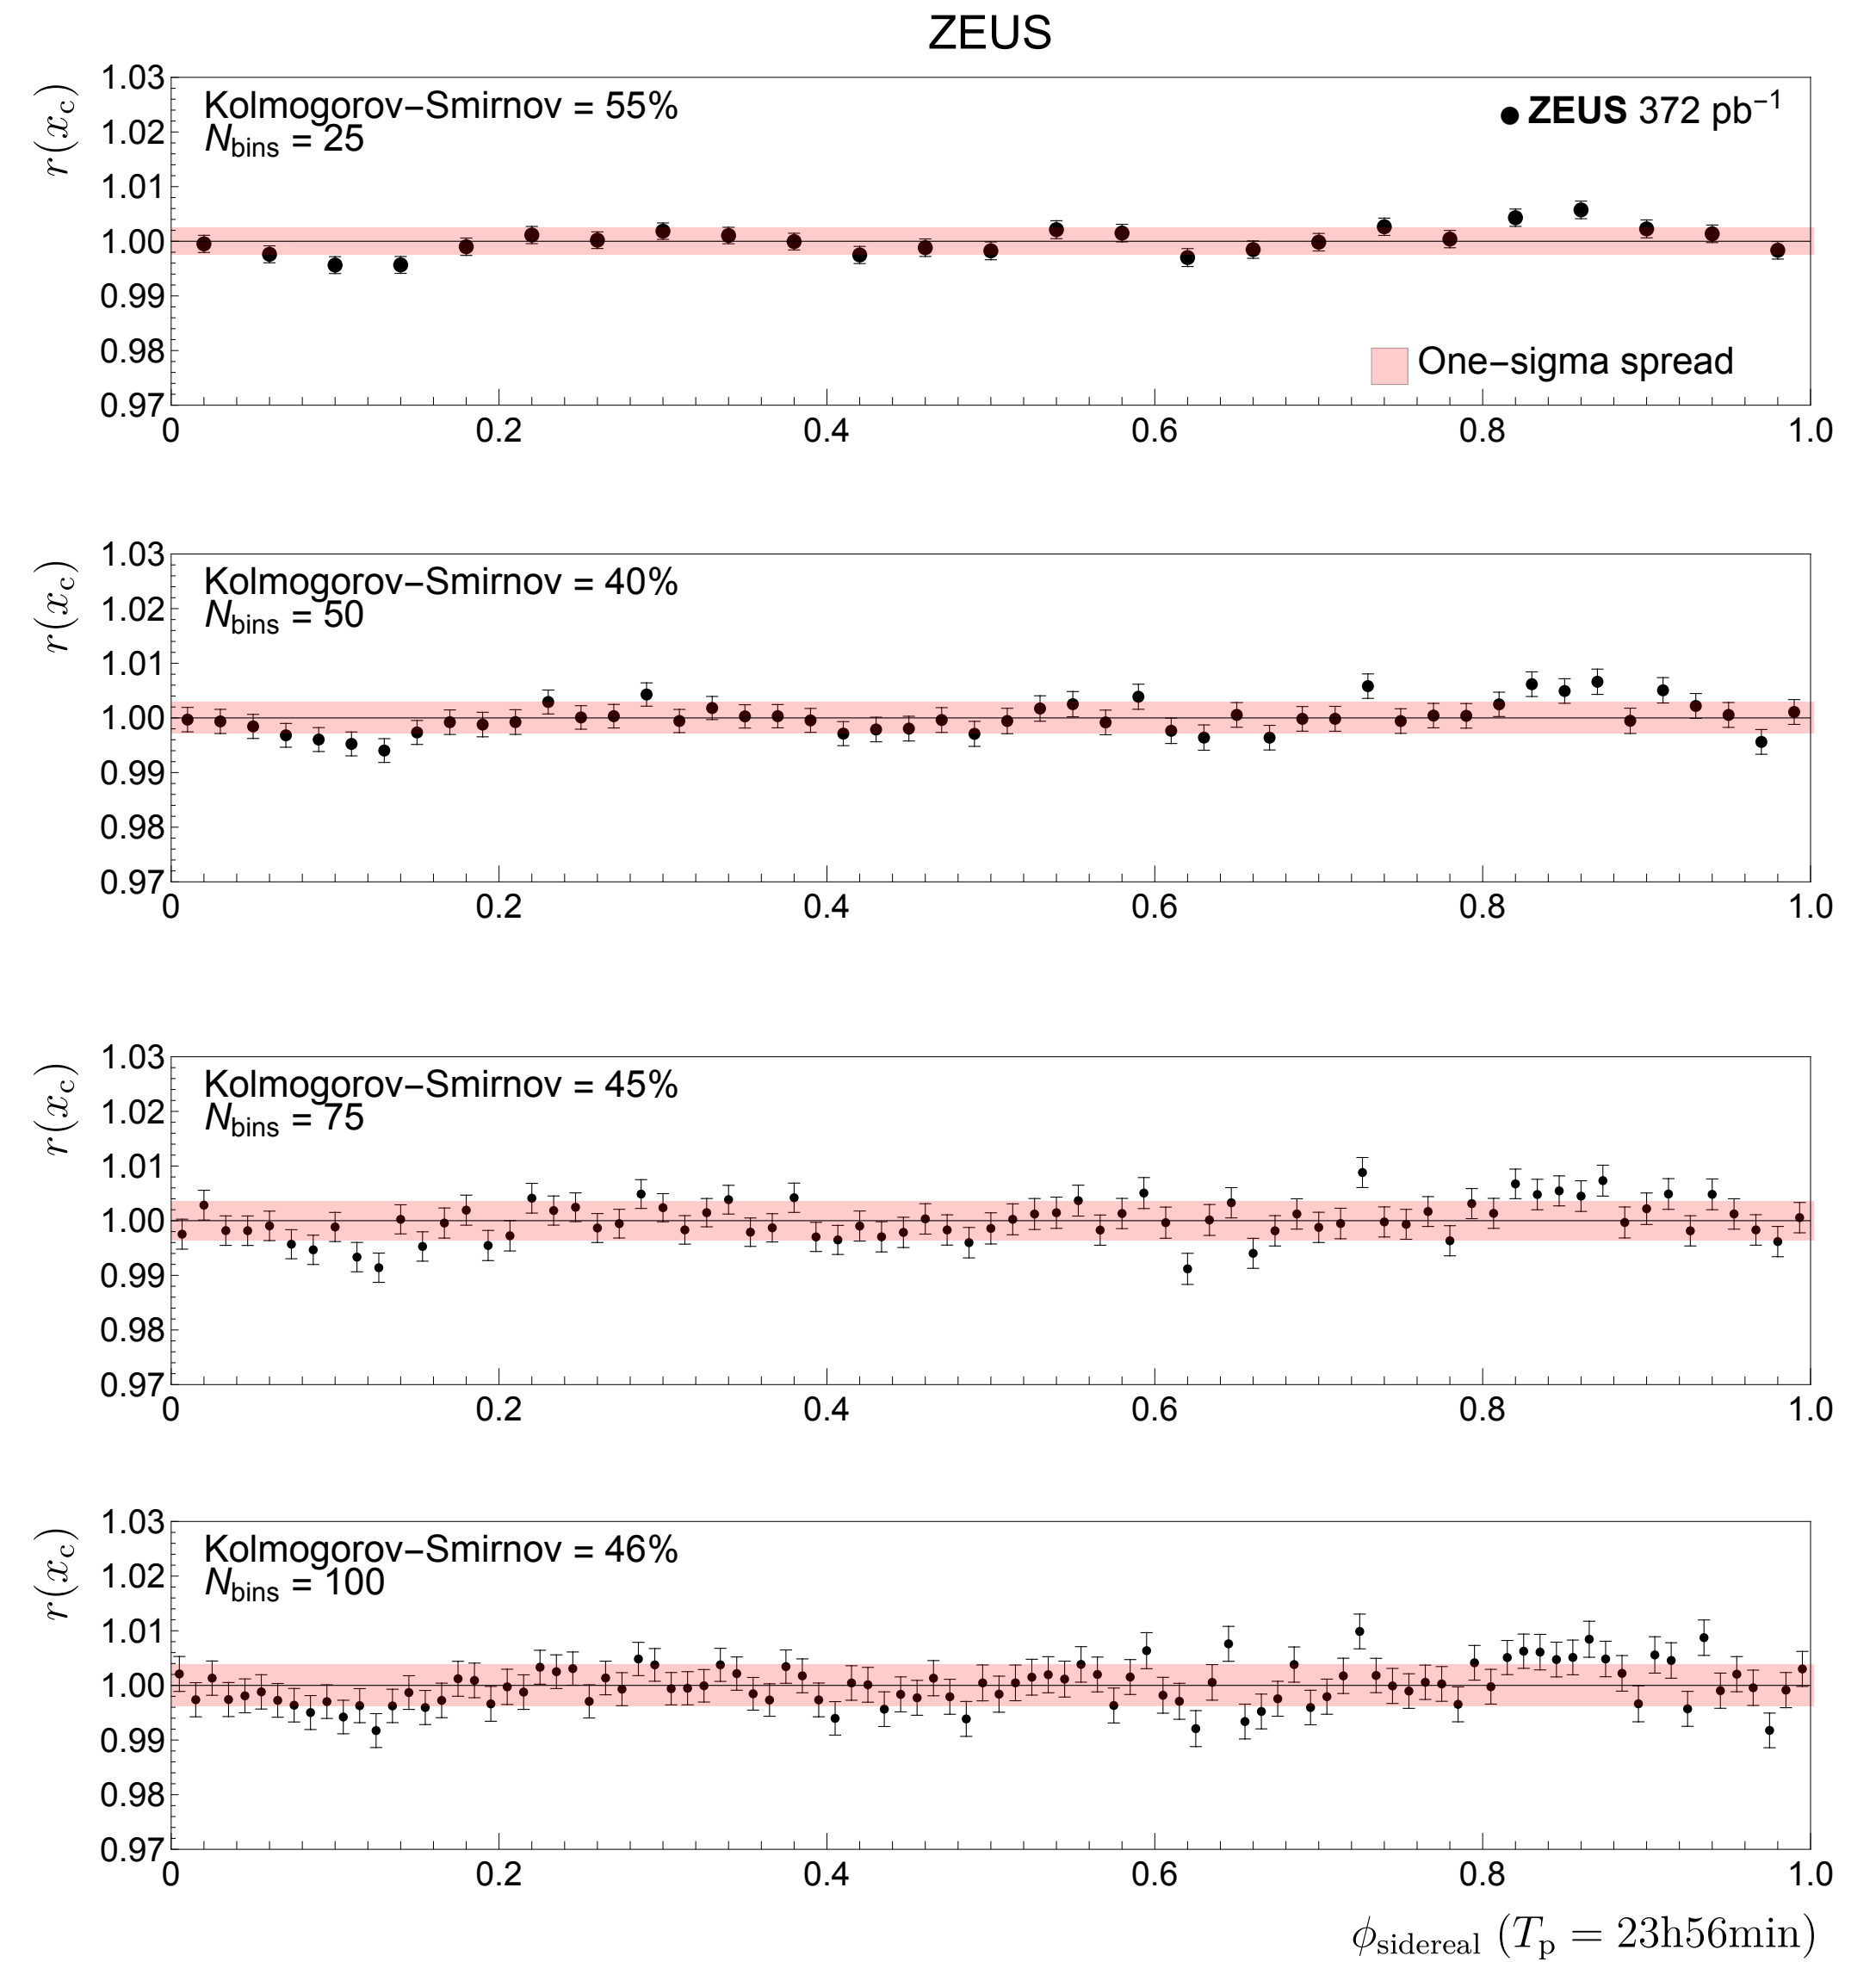 ZEUS
r(x_c)
1.03
1.02
1.01
1.00
0.99
0.98
0.97
Kolmogorov−Smirnov = 55%
N_bins = 25
ZEUS 372 pb⁻¹
One−sigma spread
0 0.2 0.4 0.6 0.8 1.0
r(x_c)
1.03
1.02
1.01
1.00
0.99
0.98
0.97
Kolmogorov−Smirnov = 40%
N_bins = 50
0 0.2 0.4 0.6 0.8 1.0
r(x_c)
1.03
1.02
1.01
1.00
0.99
0.98
0.97
Kolmogorov−Smirnov = 45%
N_bins = 75
0 0.2 0.4 0.6 0.8 1.0
r(x_c)
1.03
1.02
1.01
1.00
0.99
0.98
0.97
Kolmogorov−Smirnov = 46%
N_bins = 100
0 0.2 0.4 0.6 0.8 1.0
ϕ_sidereal (T_p = 23h56min)